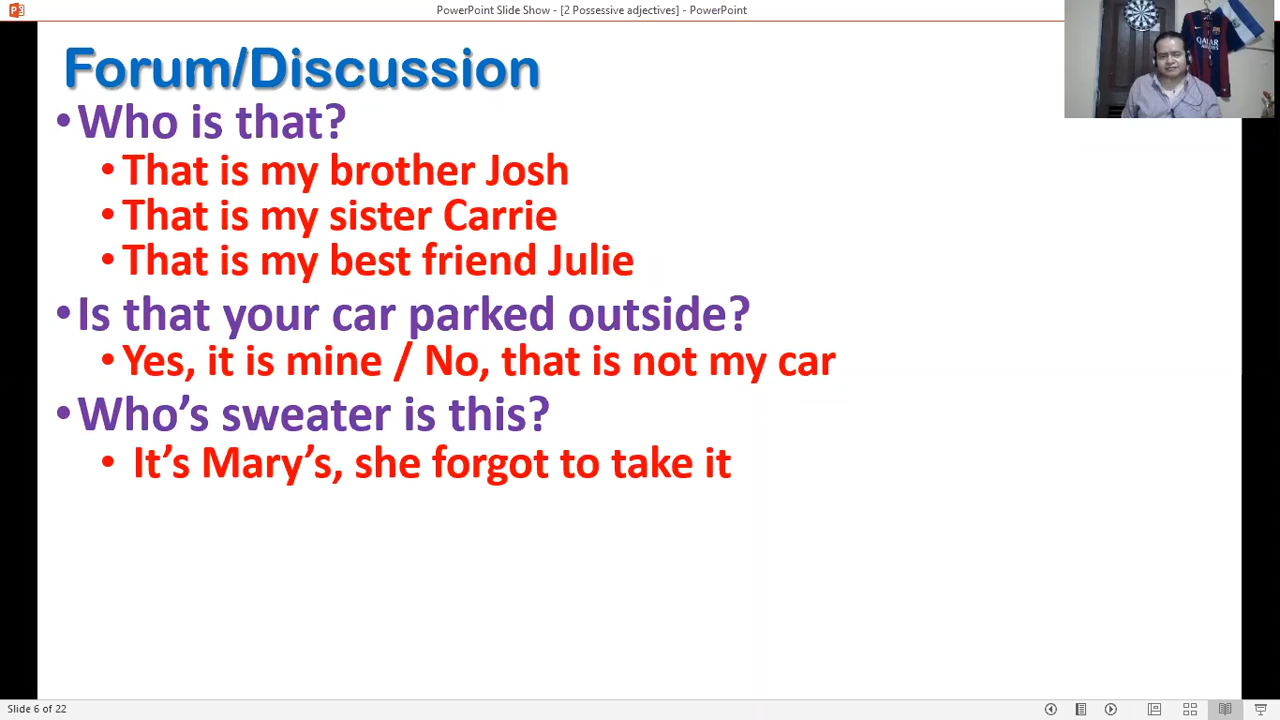 PowerPoint Slide Show - [2 Possessive adjectives] - PowerPoint
QATAR
AIRWAYS
Forum/Discussion
•Who is that?
•That is my brother Josh
•That is my sister Carrie
•That is my best friend Julie
•Is that your car parked outside?
•Yes, it is mine / No, that is not my car
•Who’s sweater is this?
• It’s Mary’s, she forgot to take it
Slide 6 of 22